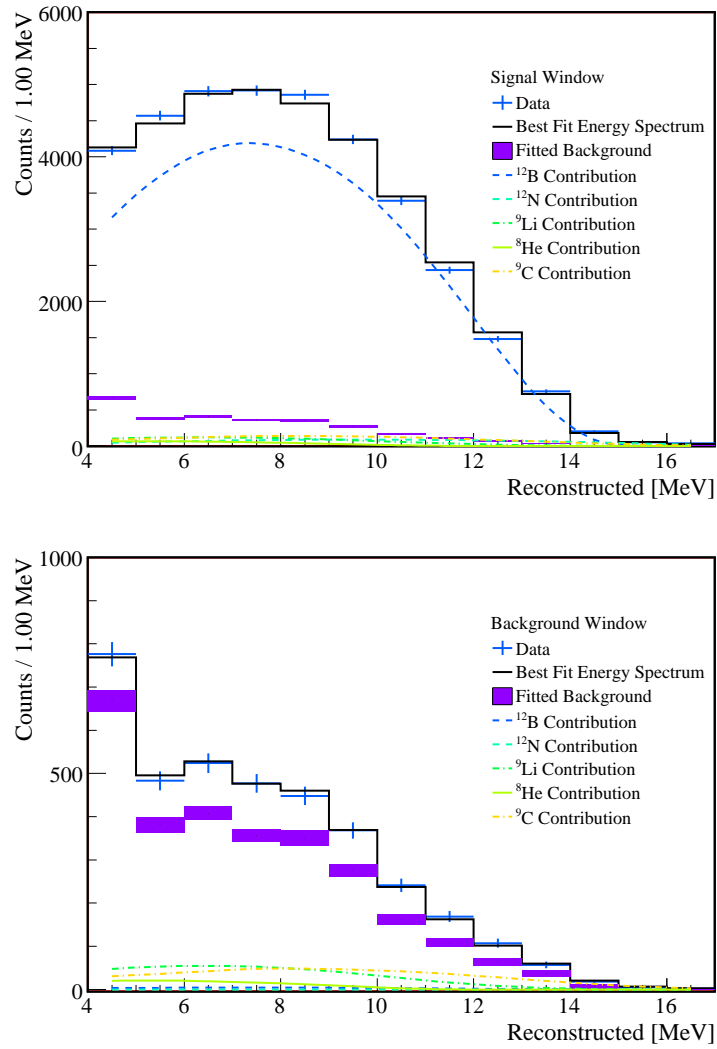 6000
Counts / 1.00 MeV
Signal Window
Data
Best Fit Energy Spectrum
Fitted Background
¹²B Contribution
¹²N Contribution
⁹Li Contribution
⁸He Contribution
⁹C Contribution
4000
2000
0
4 6 8 10 12 14 16
Reconstructed [MeV]
1000
Counts / 1.00 MeV
Background Window
Data
Best Fit Energy Spectrum
Fitted Background
¹²B Contribution
¹²N Contribution
⁹Li Contribution
⁸He Contribution
⁹C Contribution
500
0
4 6 8 10 12 14 16
Reconstructed [MeV]